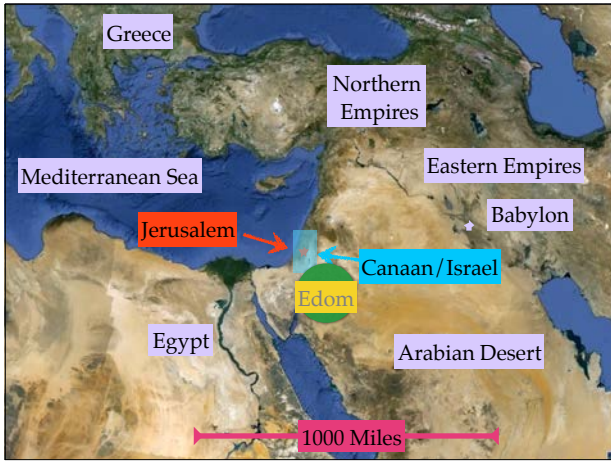 Greece
Northern
Empires
Eastern Empires
Mediterranean Sea
Babylon
Jerusalem
Canaan/Israel
Edom
Egypt
Arabian Desert
1000 Miles